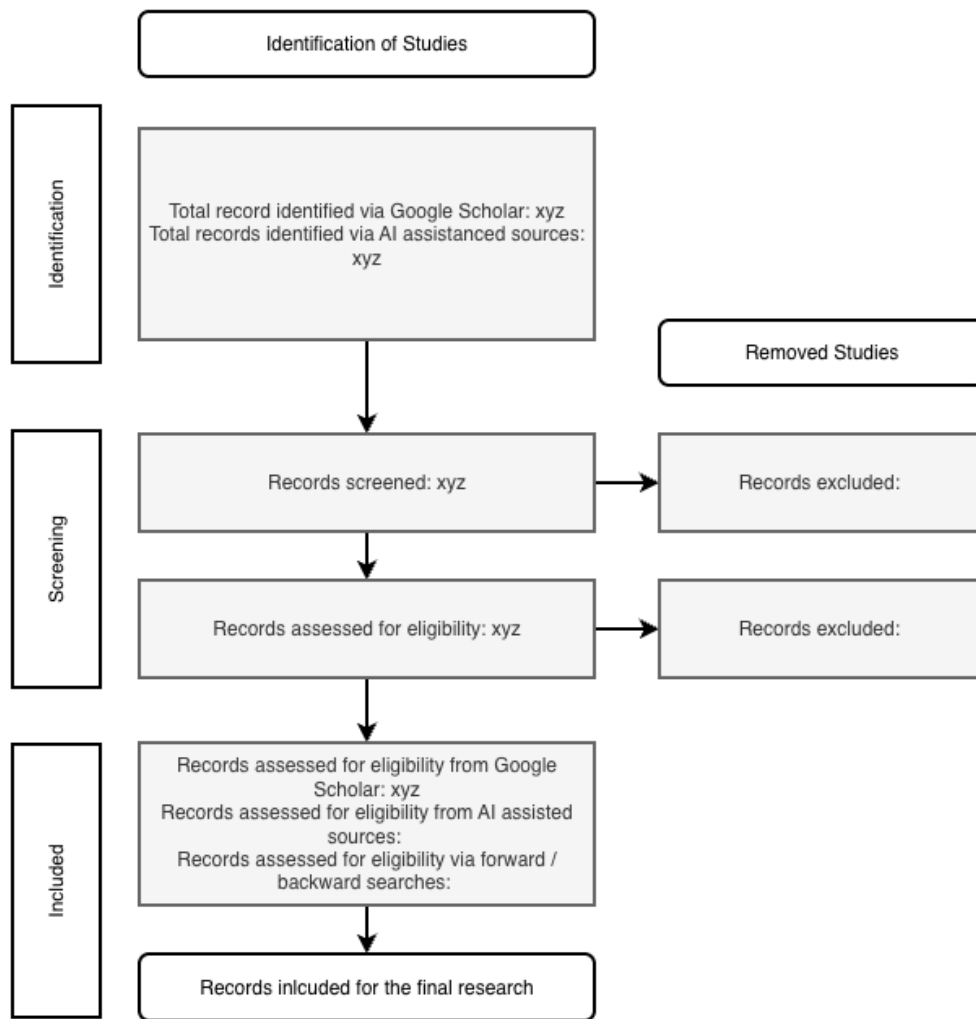 Identification of Studies
Identification
Total record identified via Google Scholar: xyz
Total records identified via AI assistanced sources:
xyz
Removed Studies
Screening
Records screened: xyz
Records excluded:
Records assessed for eligibility: xyz
Records excluded:
Included
Records assessed for eligibility from Google
Scholar: xyz
Records assessed for eligibility from AI assisted
sources:
Records assessed for eligibility via forward /
backward searches:
Records inlcuded for the final research